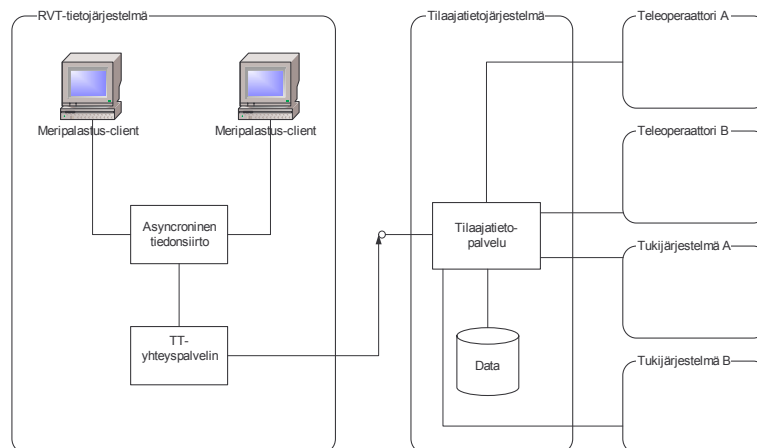 RVT-tietojärjestelmä
Meripalastus-client
Meripalastus-client
Asyncroninen
tiedonsiirto
TT-
yhteyspalvelin
Tilaajatietojärjestelmä
Tilaajatieto-
palvelu
Data
Teleoperaattori A
Teleoperaattori B
Tukijärjestelmä A
Tukijärjestelmä B